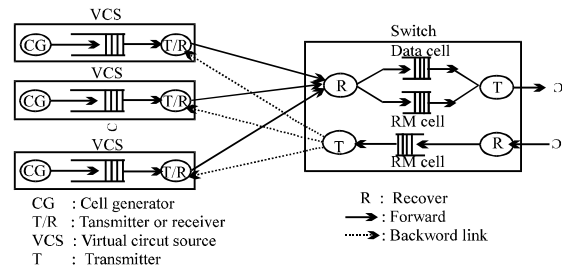 VCS
CG
T/R
VCS
CG
T/R
VCS
CG
T/R
Switch
Data cell
R
T
RM cell
T
RM cell
R
CG : Cell generator
T/R : Tansmitter or receiver
VCS : Virtual circut source
T : Transmitter
R : Recover
: Forward
: Backword link